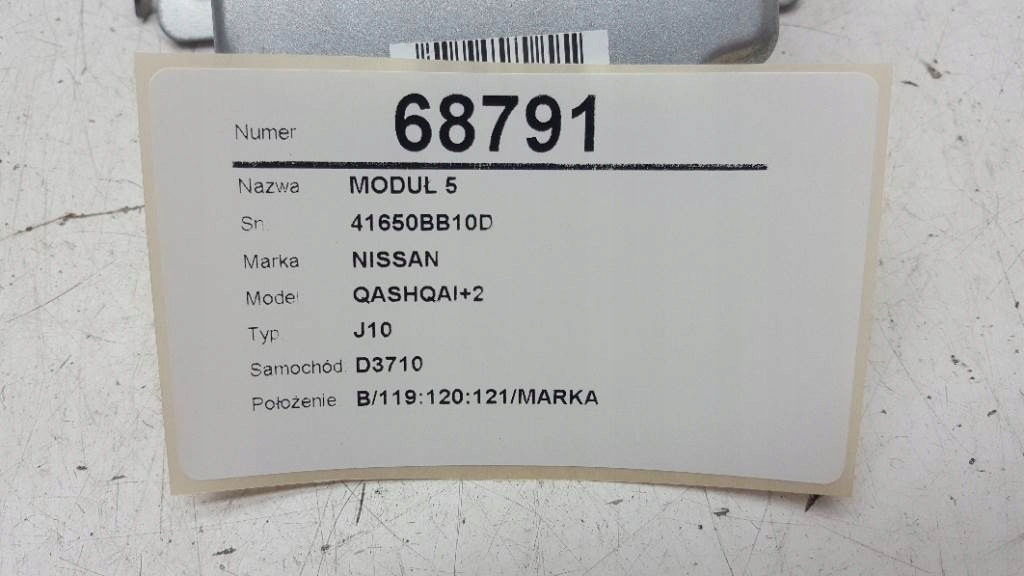 Numer 68791
Nazwa MODUŁ 5
Sn. 41650BB10D
Marka NISSAN
Model QASHQAI+2
Typ J10
Samochód: D3710
Położenie B/119:120:121/MARKA